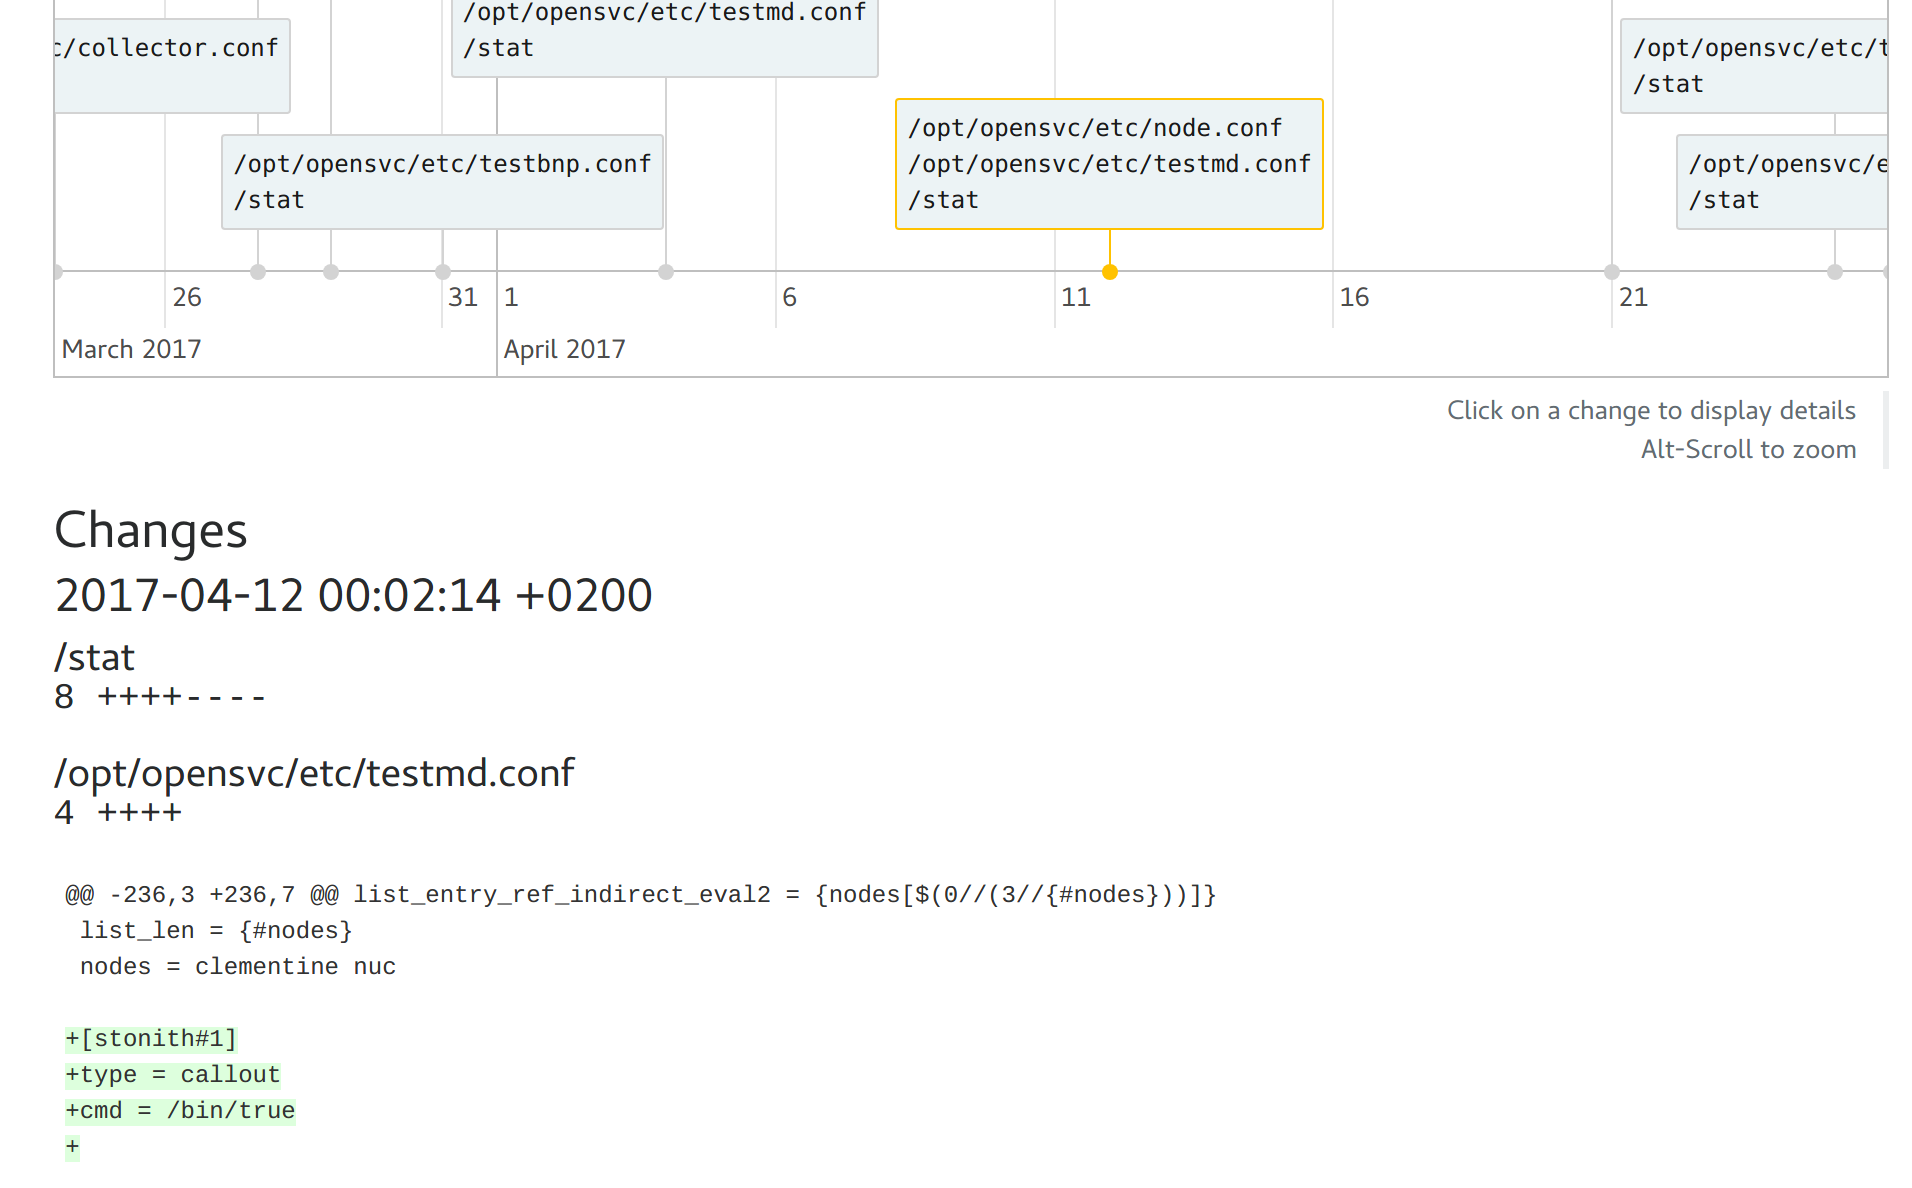 /opt/opensvc/etc/testmd.conf
/stat
c/collector.conf
/opt/opensvc/etc/t
/stat
/opt/opensvc/etc/node.conf
/opt/opensvc/etc/testmd.conf
/stat
/opt/opensvc/etc/testbnp.conf
/stat
/opt/opensvc/e
/stat
26 31 1 6 11 16 21
March 2017 April 2017
Click on a change to display details
Alt-Scroll to zoom
Changes
2017-04-12 00:02:14 +0200
/stat
8 ++++----
/opt/opensvc/etc/testmd.conf
4 ++++
@@ -236,3 +236,7 @@ list_entry_ref_indirect_eval2 = {nodes[$(0//(3//{#nodes}))]}
list_len = {#nodes}
nodes = clementine nuc
+[stonith#1]
+type = callout
+cmd = /bin/true
+